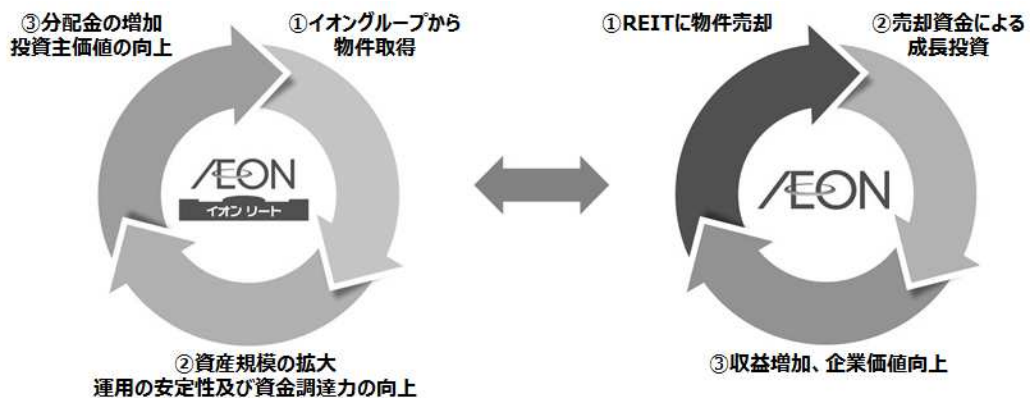 ③分配金の増加
投資主価値の向上
①イオングループから
物件取得
ÆON
イオン リート
②資産規模の拡大
運用の安定性及び資金調達力の向上
①REITに物件売却
②売却資金による
成長投資
ÆON
③収益増加、企業価値向上